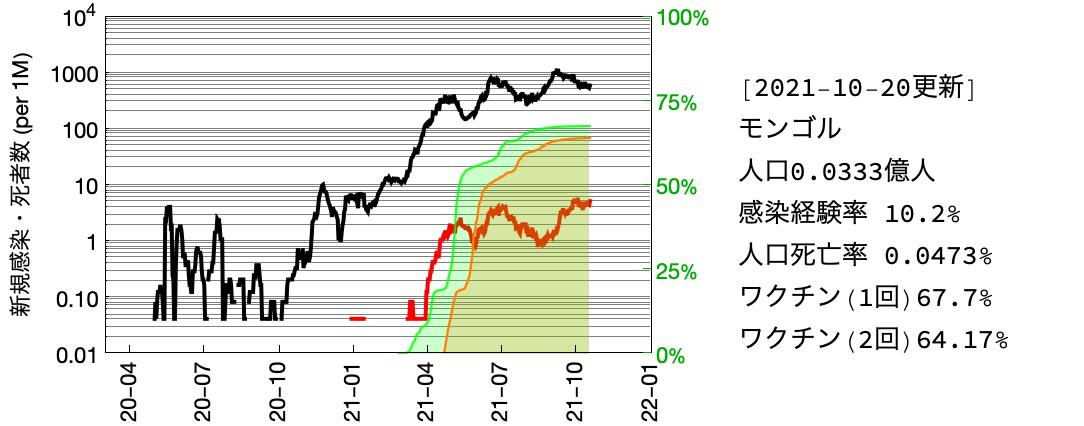 新規感染・死者数 (per 1M)
10^4
1000
100
10
1
0.10
0.01
100%
75%
50%
25%
0%
20-04
20-07
20-10
21-01
21-04
21-07
21-10
22-01
[2021-10-20更新]
モンゴル
人口0.0333億人
感染経験率 10.2%
人口死亡率 0.0473%
ワクチン(1回)67.7%
ワクチン(2回)64.17%